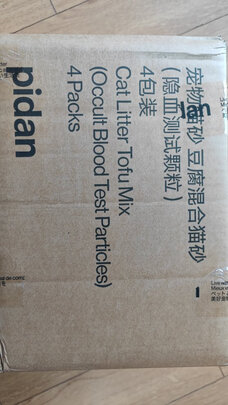 pidan
宠物猫砂 豆腐混合猫砂 -
(隐血测试颗粒)
4包装
Cat Litter Tofu Mix
(Occult Blood Test Particles)
4 Packs